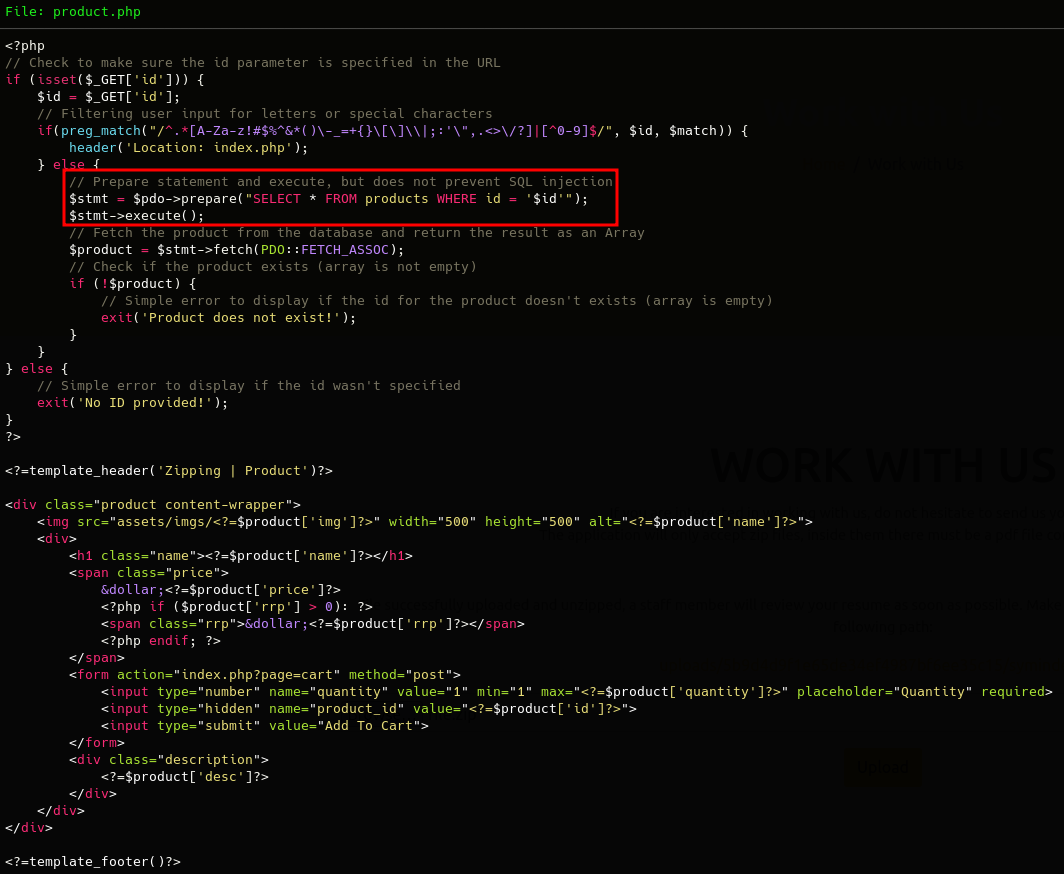 File: product.php
<?php
// Check to make sure the id parameter is specified in the URL
if (isset($_GET['id'])) {
    $id = $_GET['id'];
    // Filtering user input for letters or special characters
    if(preg_match("/^.*[A-Za-z!#$%^&*()\-_=+{}\[\]\\|;:'\",.<>\/?]|[^0-9]$/", $id, $match)) {
        header('Location: index.php');
    } else {
        // Prepare statement and execute, but does not prevent SQL injection
        $stmt = $pdo->prepare("SELECT * FROM products WHERE id = '$id'");
        $stmt->execute();
        // Fetch the product from the database and return the result as an Array
        $product = $stmt->fetch(PDO::FETCH_ASSOC);
        // Check if the product exists (array is not empty)
        if (!$product) {
            // Simple error to display if the id for the product doesn't exists (array is empty)
            exit('Product does not exist!');
        }
    }
} else {
    // Simple error to display if the id wasn't specified
    exit('No ID provided!');
}
?>
<?=template_header('Zipping | Product')?>
WORK WITH US
<div class="product content-wrapper">
    <img src="assets/imgs/<?=$product['img']?>" width="500" height="500" alt="<?=$product['name']?>">
    <div>
        <h1 class="name"><?=$product['name']?></h1>
        <span class="price">
            &dollar;<?=$product['price']?>
            <?php if ($product['rrp'] > 0): ?>
            <span class="rrp">&dollar;<?=$product['rrp']?></span>
            <?php endif; ?>
        </span>
        <form action="index.php?page=cart" method="post">
            <input type="number" name="quantity" value="1" min="1" max="<?=$product['quantity']?>" placeholder="Quantity" required>
            <input type="hidden" name="product_id" value="<?=$product['id']?>">
            <input type="submit" value="Add To Cart">
        </form>
        <div class="description">
            <?=$product['desc']?>
        </div>
    </div>
</div>
Upload
<?=template_footer()?>